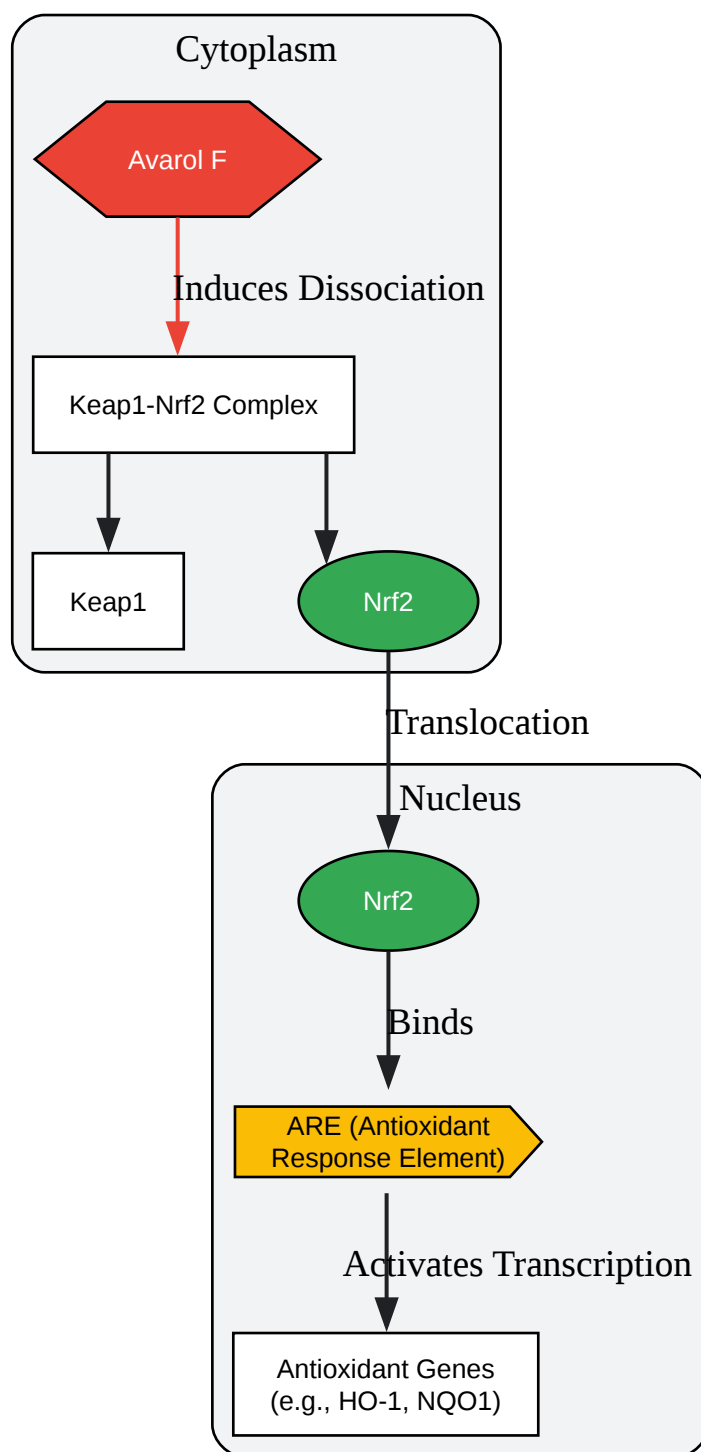 Cytoplasm
Avarol F
Induces Dissociation
Keap1-Nrf2 Complex
Keap1
Nrf2
Translocation
Nucleus
Nrf2
Binds
ARE (Antioxidant
Response Element)
Activates Transcription
Antioxidant Genes
(e.g., HO-1, NQO1)